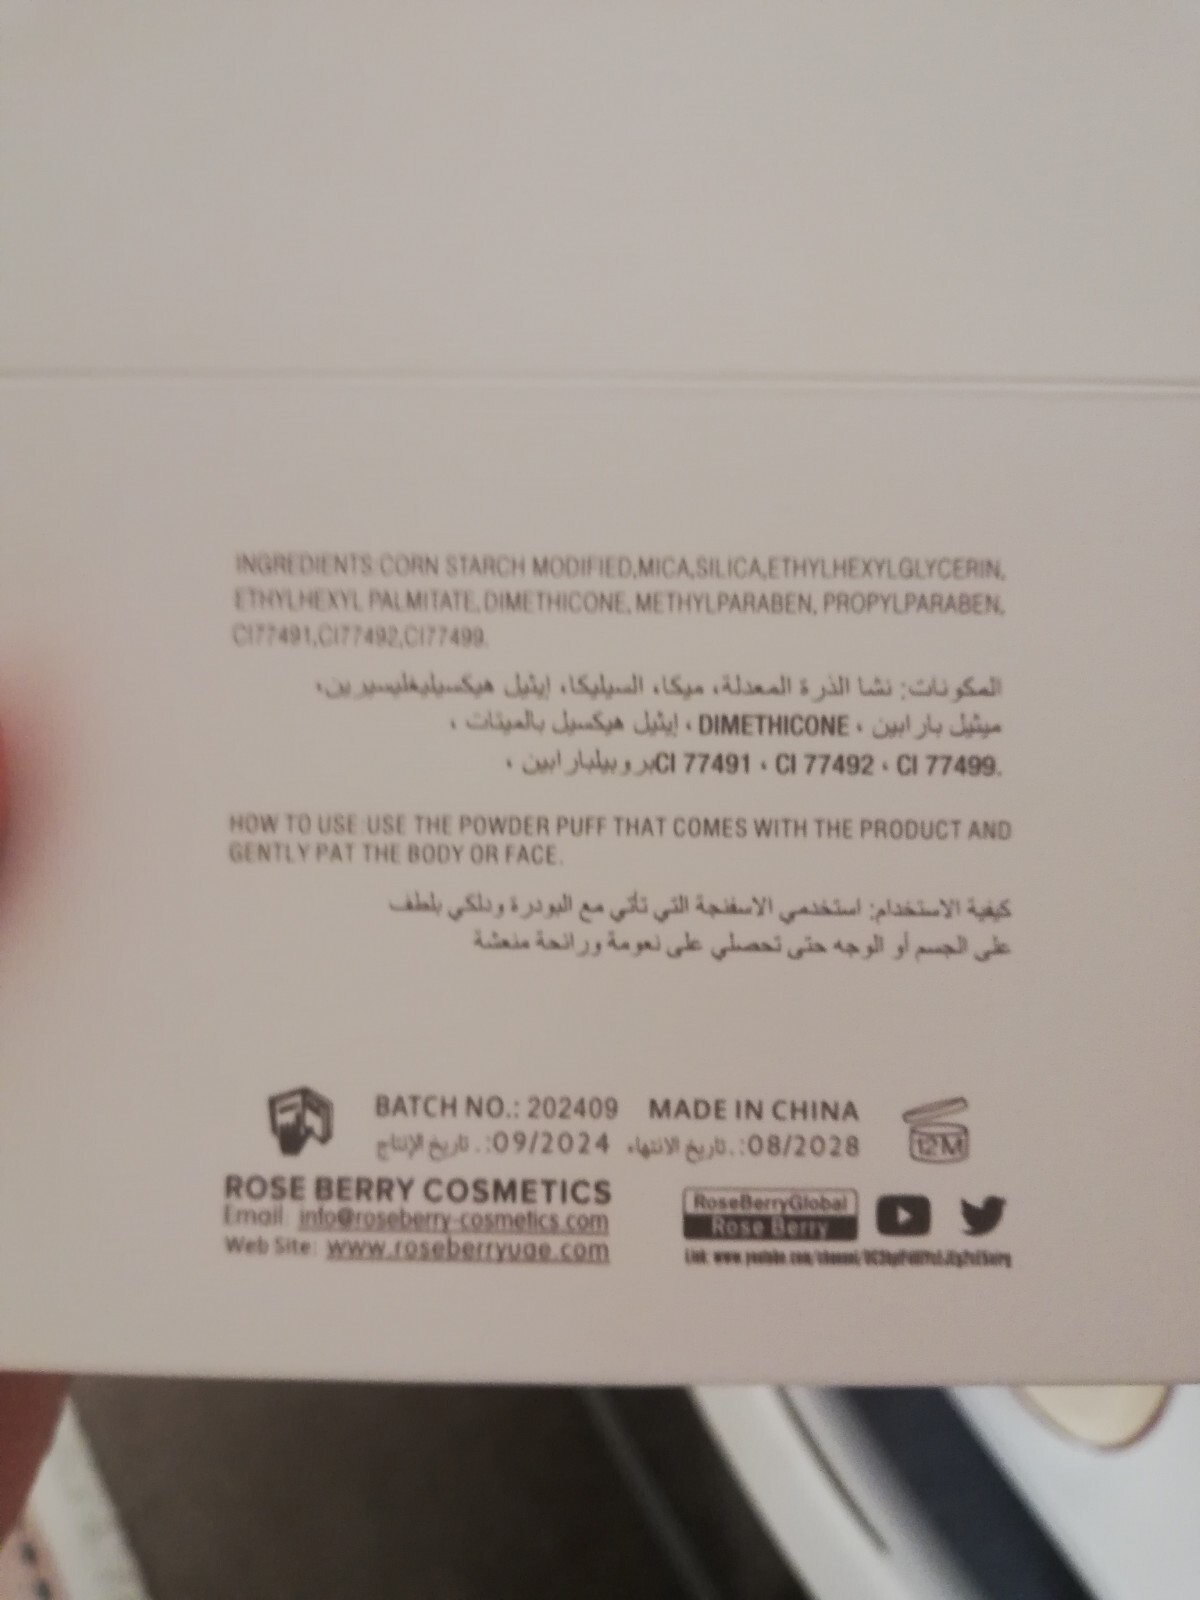 INGREDIENTS:CORN STARCH MODIFIED,MICA,SILICA,ETHYLHEXYLGLYCERIN,
ETHYLHEXYL PALMITATE, DIMETHICONE, METHYLPARABEN, PROPYLPARABEN,
CI77491,CI77492,CI77499.
المكونات: نشا الذرة المعدلة، ميكا، السيليكا، إيثيل هيكسيليغليسيرين،
ميثيل بارابين ، DIMETHICONE ، إيثيل هيكسيل بالميتات ،
بروبيلبارابين ، CI 77491 ، CI 77492 ، CI 77499.
HOW TO USE:USE THE POWDER PUFF THAT COMES WITH THE PRODUCT AND
GENTLY PAT THE BODY OR FACE.
كيفية الاستخدام: استخدمي الاسفنجة التي تأتي مع البودرة ودلكي بلطف
على الجسم أو الوجه حتى تحصلي على نعومة ورائحة منعشة
BATCH NO.: 202409 MADE IN CHINA
تاريخ الإنتاج.:09/2024 تاريخ الانتهاء.:08/2028
12M
ROSE BERRY COSMETICS
Email: info@roseberry-cosmetics.com
Web Site: www.roseberryuae.com
RoseBerryGlobal
Rose Berry
Link: www.youtube.com/channel/